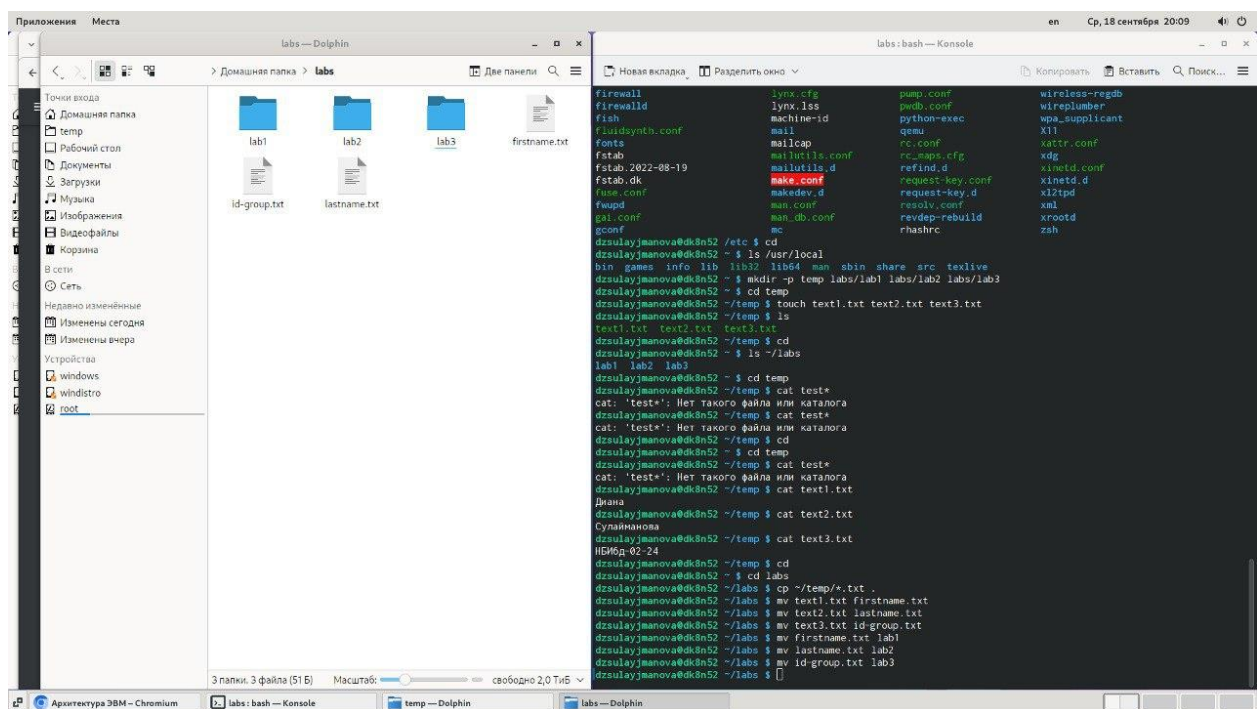 Приложения Места en Ср, 18 сентября 20:09
labs — Dolphin
Домашняя папка > labs Две панели
Точки входа
Домашняя папка
temp
Рабочий стол
Документы
Загрузки
Музыка
Изображения
Видеофайлы
Корзина
В сети
Сеть
Недавно изменённые
Изменены сегодня
Изменены вчера
Устройства
windows
windistro
root
lab1 lab2 lab3 firstname.txt
id-group.txt lastname.txt
3 папки. 3 файла (51 Б) Масштаб: свободно 2,0 ТиБ
labs : bash — Konsole
Новая вкладка Разделить окно Копировать Вставить Поиск...
firewall lynx.cfg pump.conf wireless-regdb
firewalld lynx.lss pwdb.conf wireplumber
fish machine-id python-exec wpa_supplicant
fluidsynth.conf mail qemu X11
fonts mailcap rc.conf xattr.conf
fstab mailutils.conf rc_maps.cfg xdg
fstab.2022-08-19 mailutils.d refind.d xinetd.conf
fstab.dk make.conf request-key.conf xinetd.d
fuse.conf makedev.d request-key.d xl2tpd
fwupd man.conf resolv.conf xml
gai.conf man_db.conf revdep-rebuild xrootd
gconf mc rhashrc zsh
dzsulayjmanova@dk8n52 /etc $ cd
dzsulayjmanova@dk8n52 ~ $ ls /usr/local
bin games info lib lib32 lib64 man sbin share src texlive
dzsulayjmanova@dk8n52 ~ $ mkdir -p temp labs/lab1 labs/lab2 labs/lab3
dzsulayjmanova@dk8n52 ~ $ cd temp
dzsulayjmanova@dk8n52 ~/temp $ touch text1.txt text2.txt text3.txt
dzsulayjmanova@dk8n52 ~/temp $ ls
text1.txt text2.txt text3.txt
dzsulayjmanova@dk8n52 ~/temp $ cd
dzsulayjmanova@dk8n52 ~ $ ls ~/labs
lab1 lab2 lab3
dzsulayjmanova@dk8n52 ~ $ cd temp
dzsulayjmanova@dk8n52 ~/temp $ cat test*
cat: 'test*': Нет такого файла или каталога
dzsulayjmanova@dk8n52 ~/temp $ cat test*
cat: 'test*': Нет такого файла или каталога
dzsulayjmanova@dk8n52 ~/temp $ cd
dzsulayjmanova@dk8n52 ~ $ cd temp
dzsulayjmanova@dk8n52 ~/temp $ cat test*
cat: 'test*': Нет такого файла или каталога
dzsulayjmanova@dk8n52 ~/temp $ cat text1.txt
Диана
dzsulayjmanova@dk8n52 ~/temp $ cat text2.txt
Сулайманова
dzsulayjmanova@dk8n52 ~/temp $ cat text3.txt
НБИбд-02-24
dzsulayjmanova@dk8n52 ~/temp $ cd
dzsulayjmanova@dk8n52 ~ $ cd labs
dzsulayjmanova@dk8n52 ~/labs $ cp ~/temp/*.txt .
dzsulayjmanova@dk8n52 ~/labs $ mv text1.txt firstname.txt
dzsulayjmanova@dk8n52 ~/labs $ mv text2.txt lastname.txt
dzsulayjmanova@dk8n52 ~/labs $ mv text3.txt id-group.txt
dzsulayjmanova@dk8n52 ~/labs $ mv firstname.txt lab1
dzsulayjmanova@dk8n52 ~/labs $ mv lastname.txt lab2
dzsulayjmanova@dk8n52 ~/labs $ mv id-group.txt lab3
dzsulayjmanova@dk8n52 ~/labs $
Архитектура ЭВМ – Chromium labs : bash — Konsole temp — Dolphin labs — Dolphin